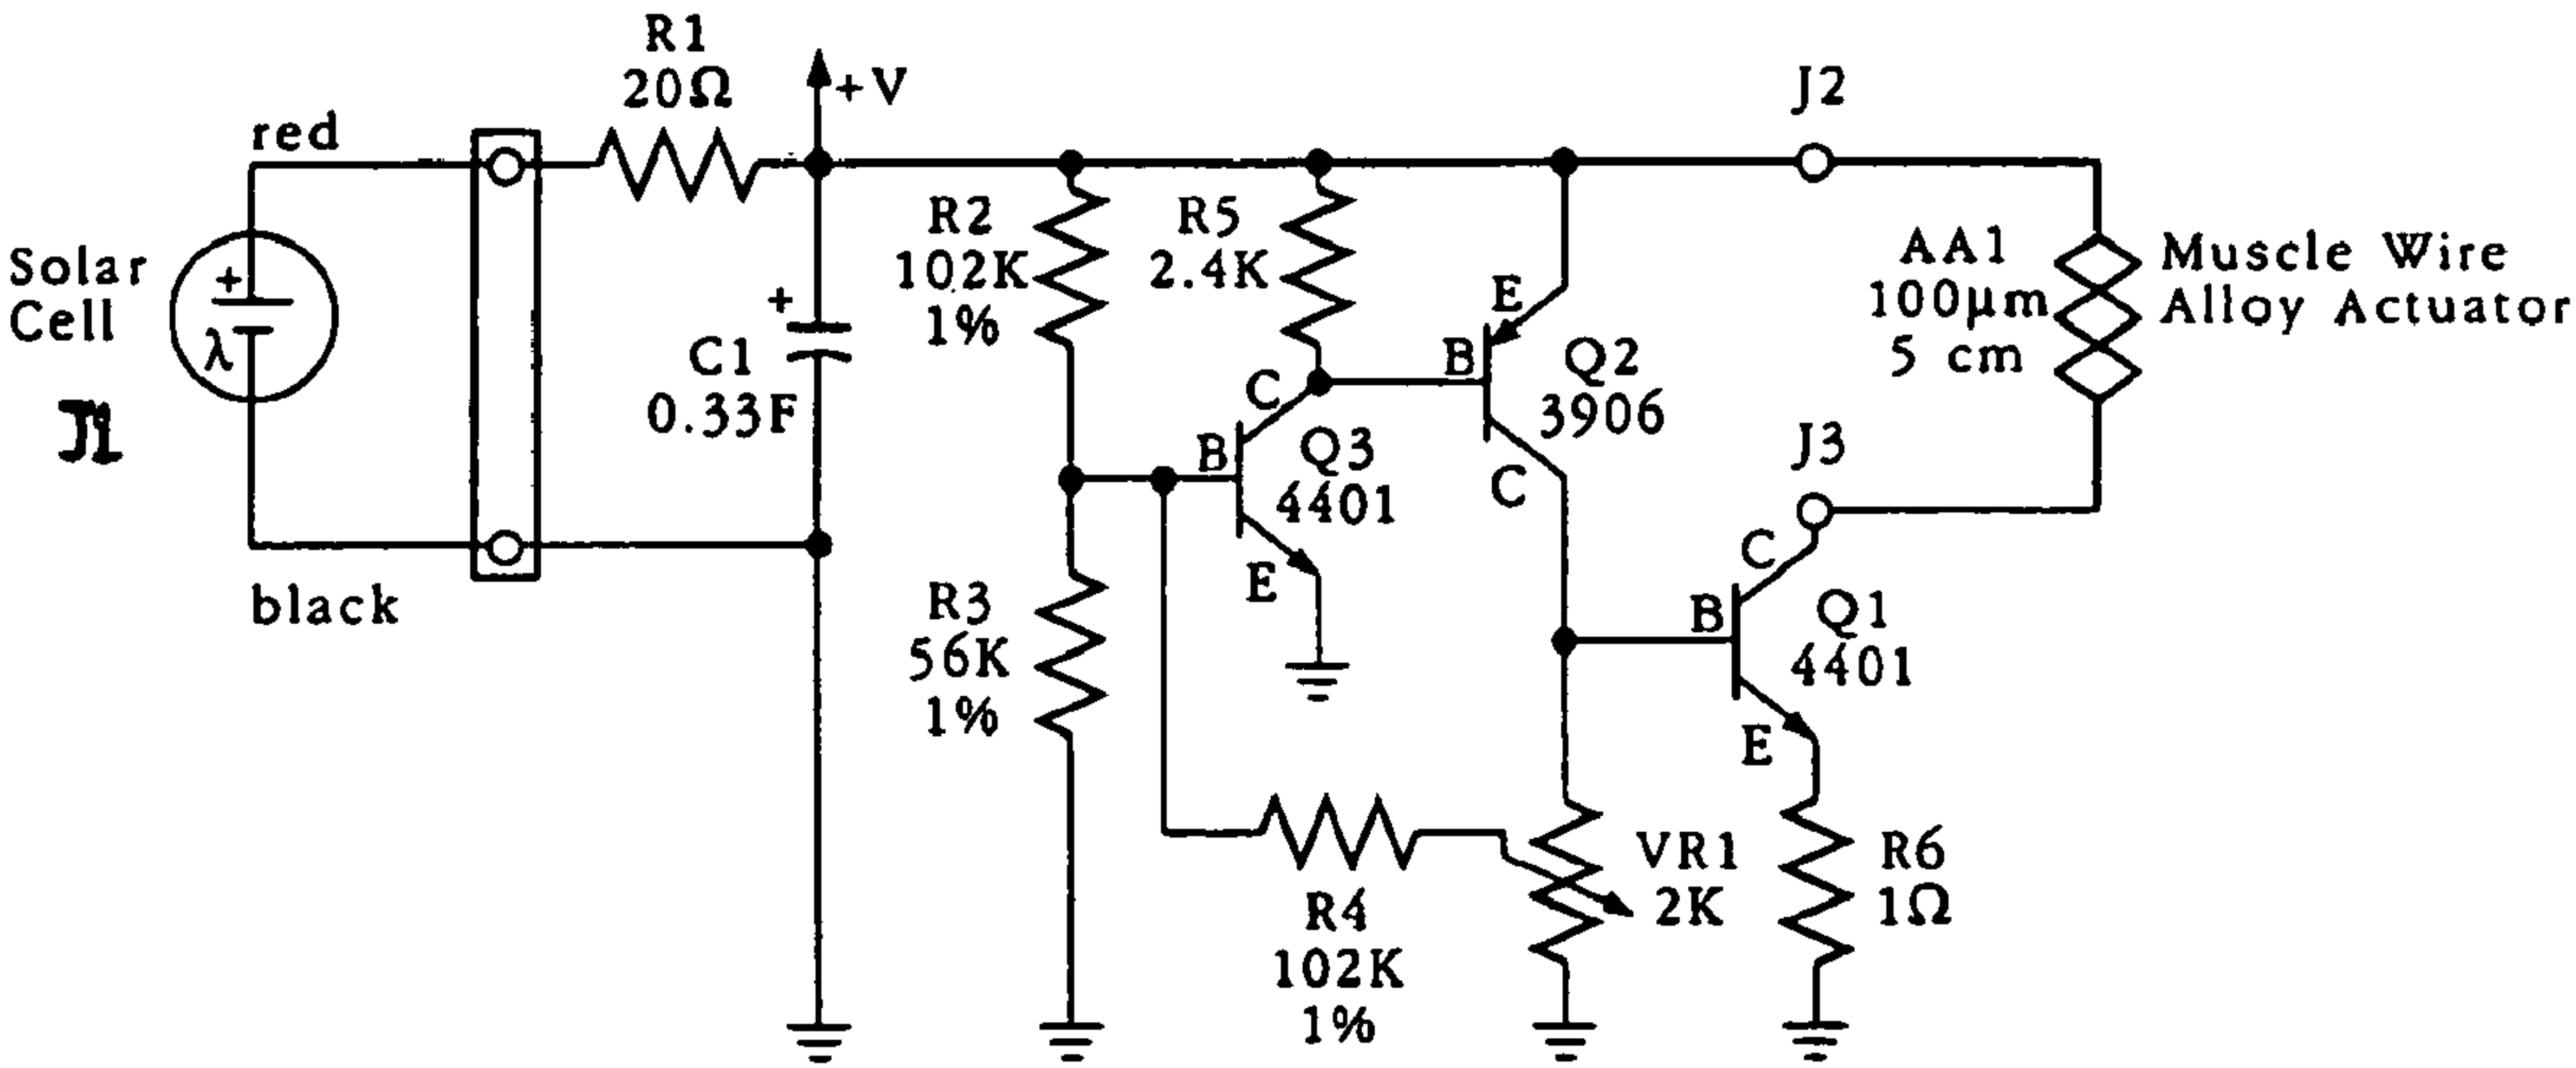 R1
20Ω
+V
red
J2
Solar
Cell
+
λ
J1
black
+
C1
0.33F
R2
102K
1%
R5
2.4K
E
B
Q2
3906
C
AA1
100μm
5 cm
Muscle Wire
Alloy Actuator
C
B
Q3
4401
E
J3
R3
56K
1%
C
B
Q1
4401
E
R4
102K
1%
VR1
2K
R6
1Ω